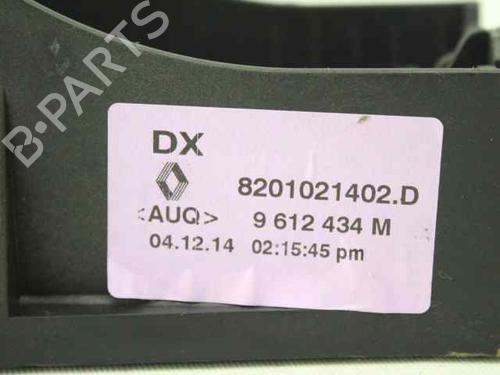 B-PARTS
DX
8201021402.D
<AUQ> 9 612 434 M
04.12.14 02:15:45 pm